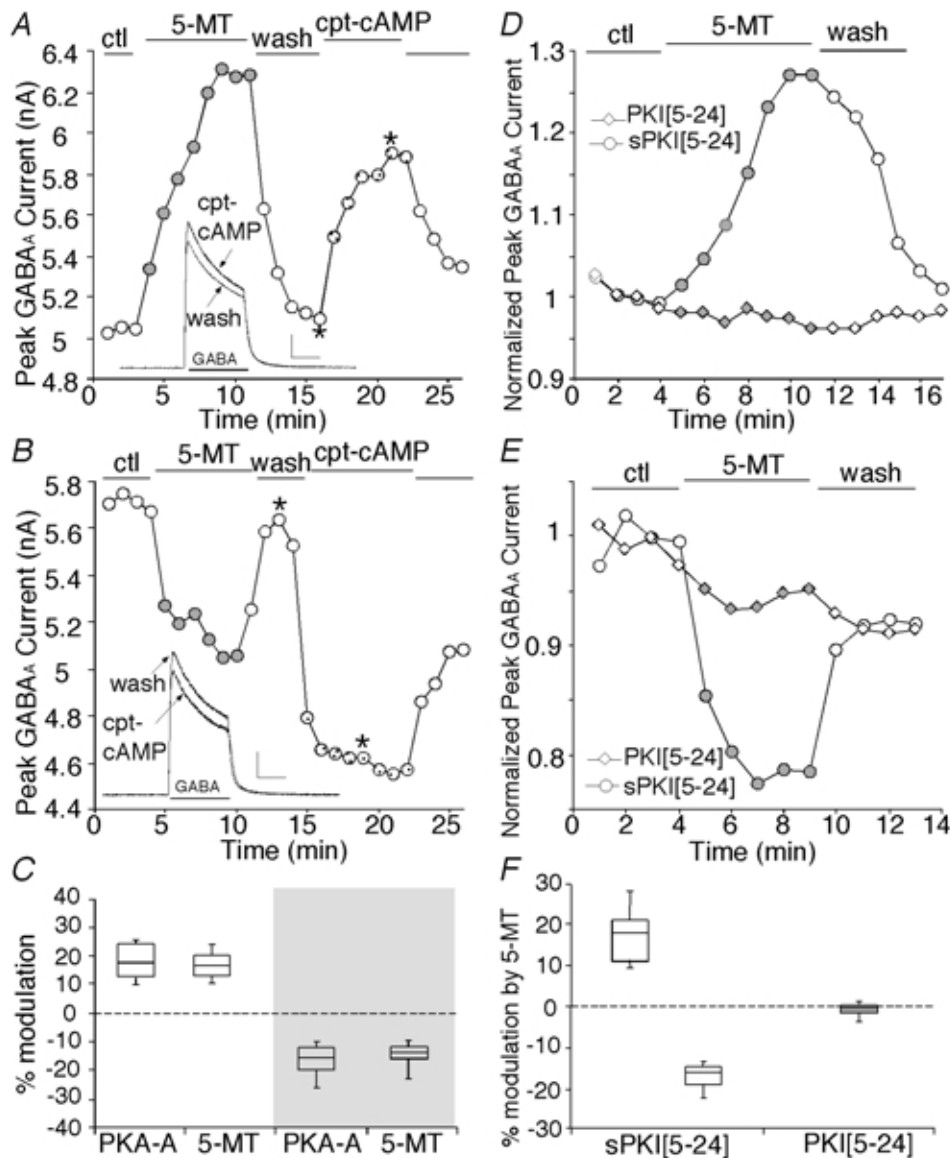 A
ctl
5-MT
wash
cpt-cAMP
Peak GABAA Current (nA)
6.4
6.2
6
5.8
5.6
5.4
5.2
5
4.8
*
*
cpt-
cAMP
wash
GABA
0 5 10 15 20 25
Time (min)
B
ctl
5-MT
wash
cpt-cAMP
Peak GABAA Current (nA)
5.8
5.6
5.4
5.2
5
4.8
4.6
4.4
*
*
wash
cpt-
cAMP
GABA
0 5 10 15 20 25
Time (min)
C
% modulation
40
30
20
10
0
-10
-20
-30
-40
PKA-A 5-MT PKA-A 5-MT
D
ctl
5-MT
wash
Normalized Peak GABAA Current
1.3
1.2
1.1
1
0.9
PKI[5-24]
sPKI[5-24]
0 2 4 6 8 10 12 14 16
Time (min)
E
ctl
5-MT
wash
Normalized Peak GABAA Current
1
0.9
0.8
0.7
PKI[5-24]
sPKI[5-24]
0 2 4 6 8 10 12 14
Time (min)
F
% modulation by 5-MT
30
20
10
0
-10
-20
-30
sPKI[5-24] PKI[5-24]